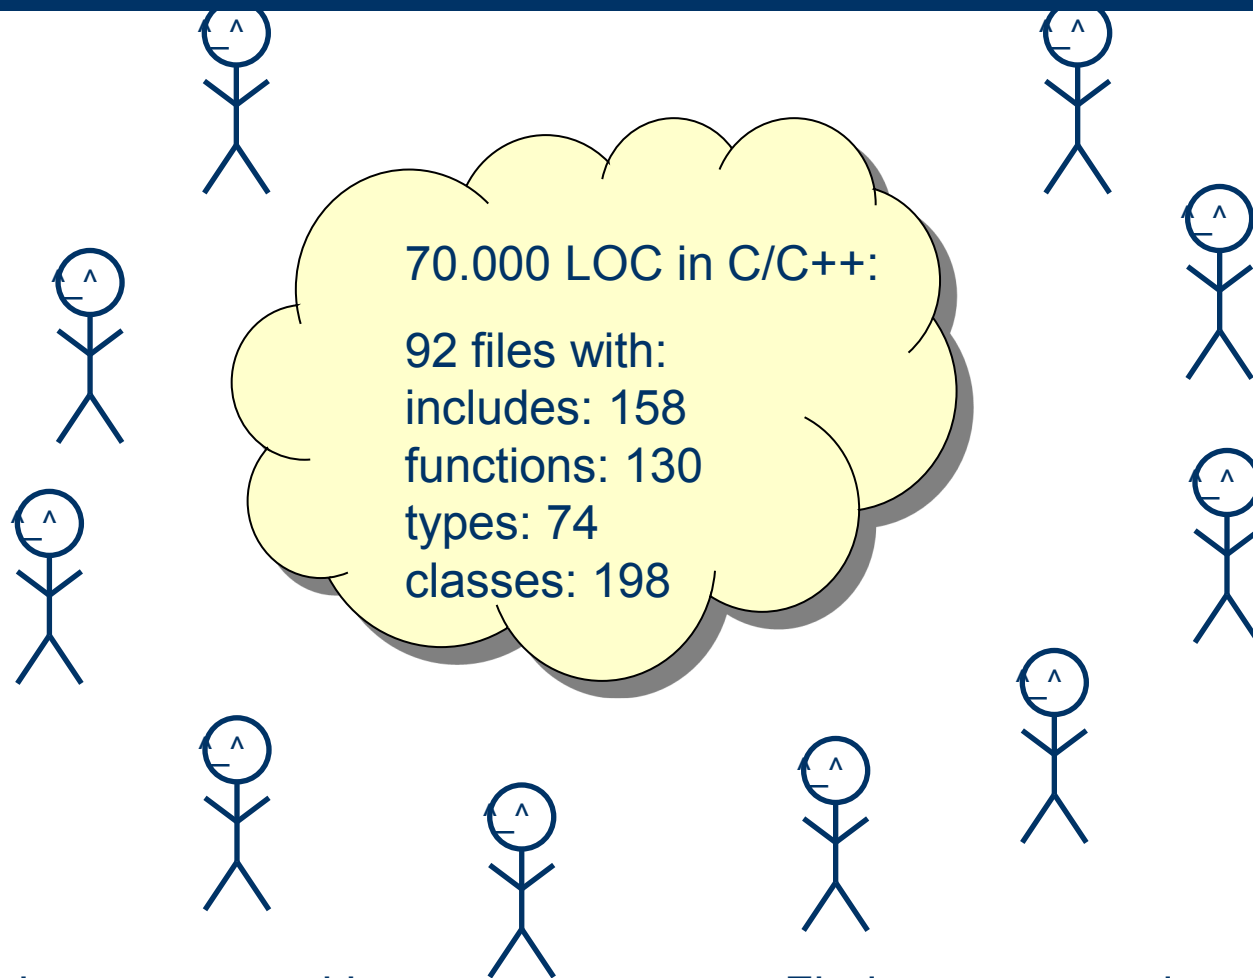 70.000 LOC in C/C++:
92 files with:
includes: 158
functions: 130
types: 74
classes: 198